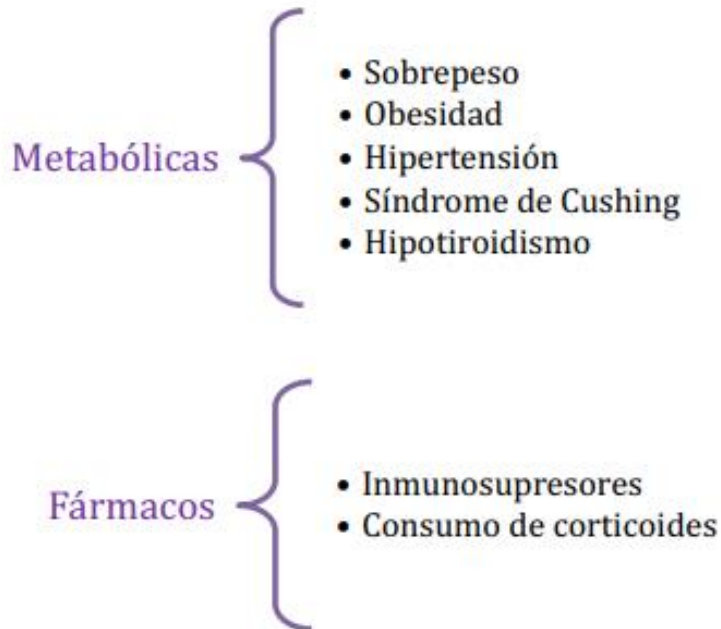 Metabólicas
• Sobrepeso
• Obesidad
• Hipertensión
• Síndrome de Cushing
• Hipotiroidismo
Fármacos
• Inmunosupresores
• Consumo de corticoides